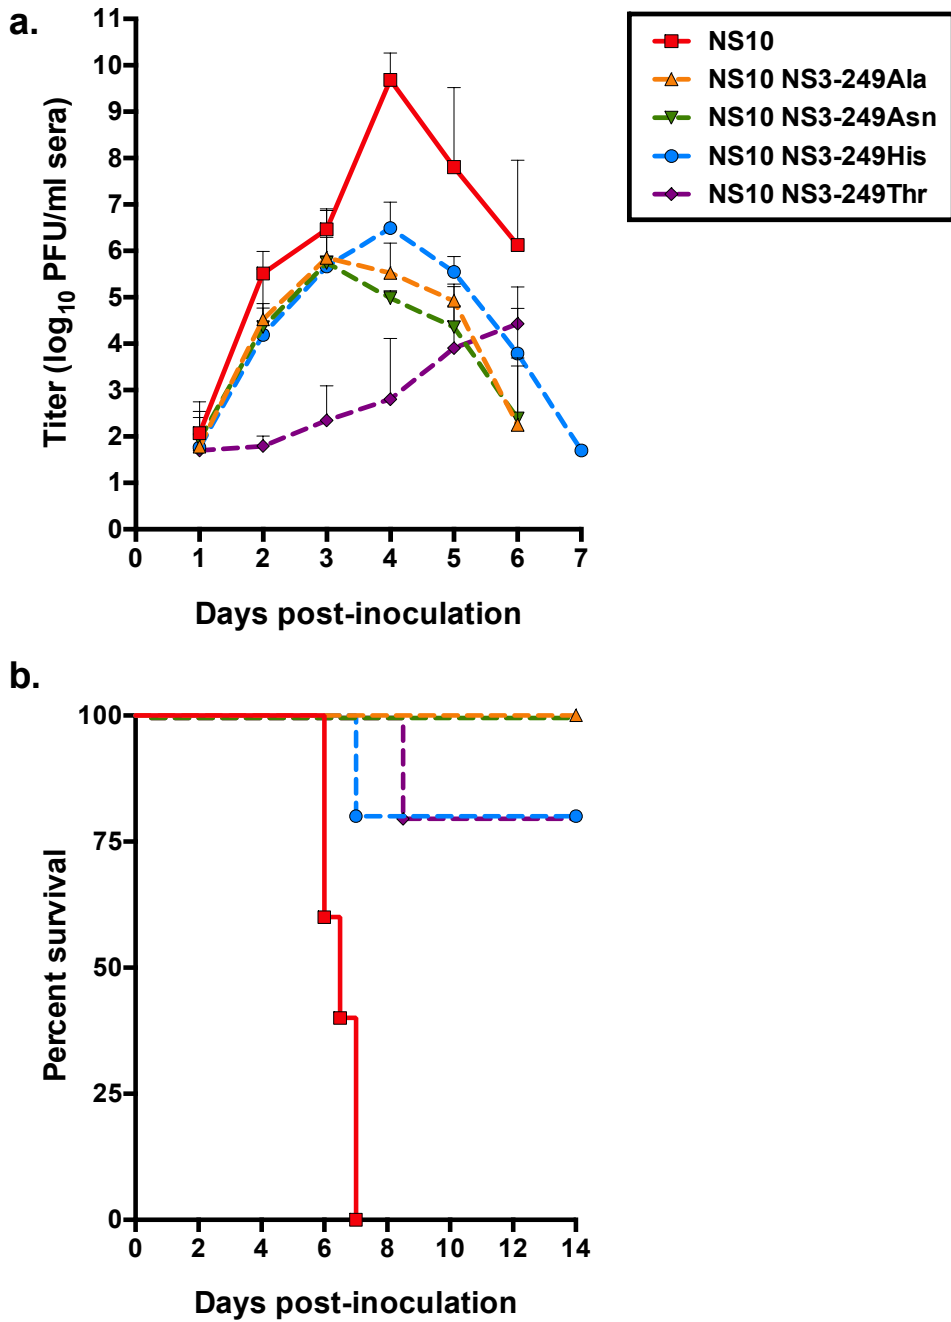 a.
11
10
9
8
7
6
5
4
3
2
1
0
Titer (log10 PFU/ml sera)
0 1 2 3 4 5 6 7
Days post-inoculation
NS10
NS10 NS3-249Ala
NS10 NS3-249Asn
NS10 NS3-249His
NS10 NS3-249Thr
b.
100
75
50
25
0
Percent survival
0 2 4 6 8 10 12 14
Days post-inoculation